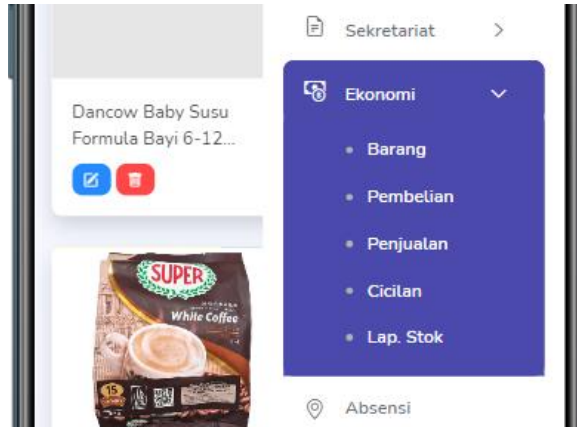 Sekretariat
Ekonomi
Barang
Pembelian
Penjualan
Cicilan
Lap. Stok
Absensi
Dancow Baby Susu
Formula Bayi 6-12...
SUPER
White Coffee
15